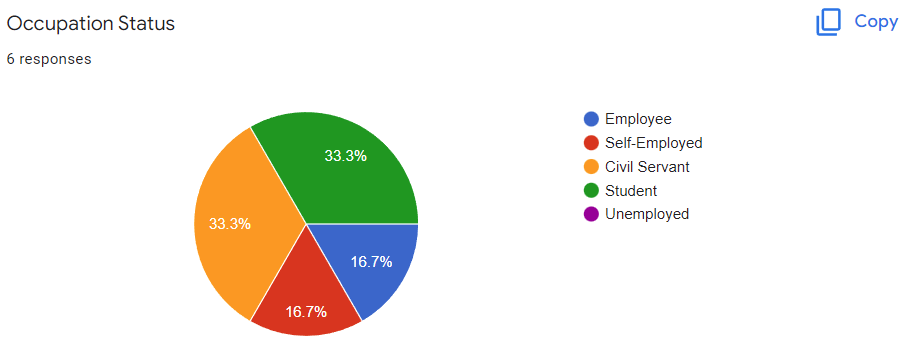 Occupation Status
Copy
6 responses
33.3%
33.3%
16.7%
16.7%
Employee
Self-Employed
Civil Servant
Student
Unemployed